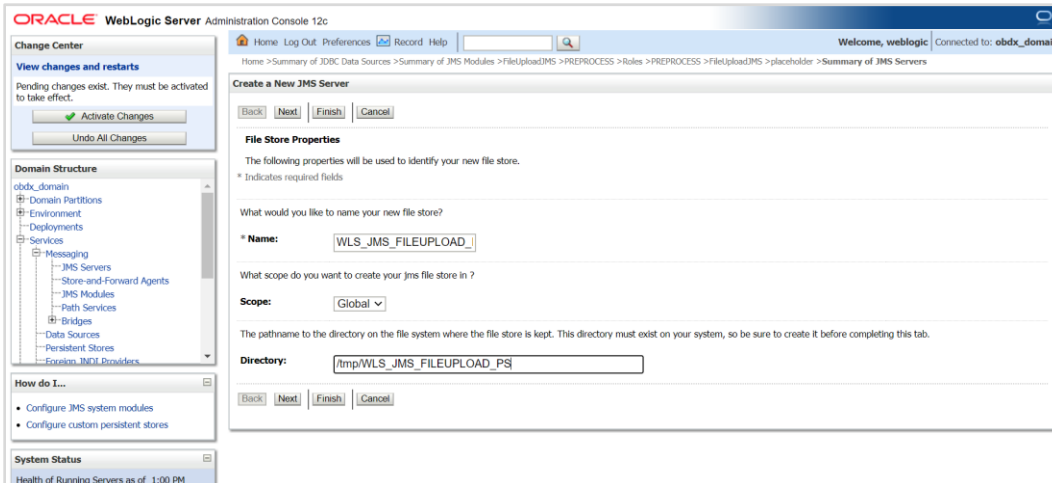 ORACLE WebLogic Server Administration Console 12c
Change Center
View changes and restarts
Pending changes exist. They must be activated
to take effect.
Activate Changes
Undo All Changes
Domain Structure
obdx_domain
Domain Partitions
Environment
Deployments
Services
Messaging
JMS Servers
Store-and-Forward Agents
JMS Modules
Path Services
Bridges
Data Sources
Persistent Stores
Foreign JNDI Providers
How do I...
Configure JMS system modules
Configure custom persistent stores
System Status
Health of Running Servers as of 1:00 PM
Home Log Out Preferences Record Help
Welcome, weblogic Connected to: obdx_domai
Home >Summary of JDBC Data Sources >Summary of JMS Modules >FileUploadJMS >PREPROCESS >Roles >PREPROCESS >FileUploadJMS >placeholder >Summary of JMS Servers
Create a New JMS Server
Back Next Finish Cancel
File Store Properties
The following properties will be used to identify your new file store.
* Indicates required fields
What would you like to name your new file store?
* Name: WLS_JMS_FILEUPLOAD_
What scope do you want to create your jms file store in ?
Scope: Global
The pathname to the directory on the file system where the file store is kept. This directory must exist on your system, so be sure to create it before completing this tab.
Directory: /tmp/WLS_JMS_FILEUPLOAD_PS
Back Next Finish Cancel